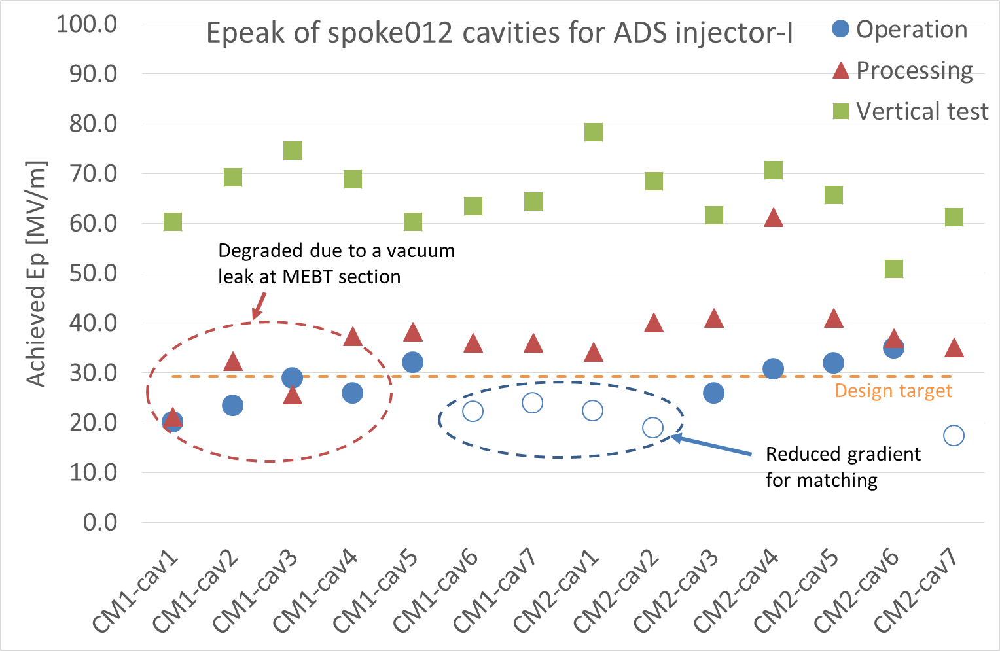 Epeak of spoke012 cavities for ADS injector-I
Operation
Processing
Vertical test
Achieved Ep [MV/m]
100.0
90.0
80.0
70.0
60.0
50.0
40.0
30.0
20.0
10.0
0.0
Degraded due to a vacuum
leak at MEBT section
Design target
Reduced gradient
for matching
CM1-cav1
CM1-cav2
CM1-cav3
CM1-cav4
CM1-cav5
CM1-cav6
CM1-cav7
CM2-cav1
CM2-cav2
CM2-cav3
CM2-cav4
CM2-cav5
CM2-cav6
CM2-cav7